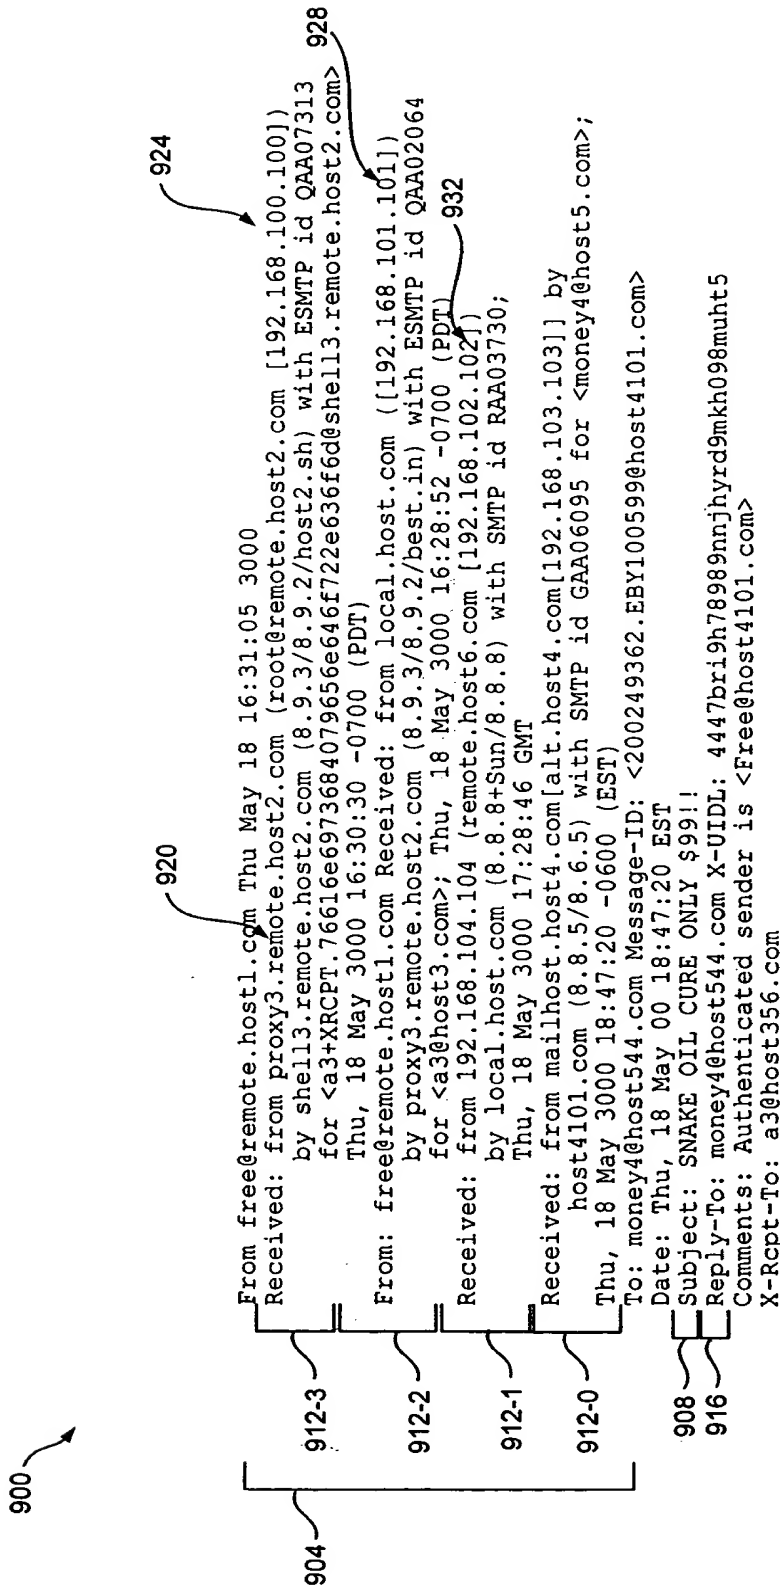 900
904
912-3
912-2
912-1
912-0
908
916
920
924
928
932
From free@remote.host1.com Thu May 18 16:31:05 3000
Received: from proxy3.remote.host2.com (root@remote.host2.com [192.168.100.100])
by shell3.remote.host2.com (8.9.3/8.9.2/host2.sh) with ESMTP id QAA07313
for <a3+XRCPT.76616e6973684079656e646f722e636f6d@shell3.remote.host2.com>
Thu, 18 May 3000 16:30:30 -0700 (PDT)
From: free@remote.host1.com Received: from local.host.com ([192.168.101.101])
by proxy3.remote.host2.com (8.9.3/8.9.2/best.in) with ESMTP id QAA02064
for <a3@host3.com>; Thu, 18 May 3000 16:28:52 -0700 (PDT)
Received: from 192.168.104.104 (remote.host6.com [192.168.102.102])
by local.host.com (8.8.8+Sun/8.8.8) with SMTP id RAA03730;
Thu, 18 May 3000 17:28:46 GMT
Received: from mailhost.host4.com[alt.host4.com[192.168.103.103]] by
host4101.com (8.8.5/8.6.5) with SMTP id GAA06095 for <money4@host5.com>;
Thu, 18 May 3000 18:47:20 -0600 (EST)
To: money4@host544.com Message-ID: <200249362.EBY100599@host4101.com>
Date: Thu, 18 May 00 18:47:20 EST
Subject: SNAKE OIL CURE ONLY $99!!
Reply-To: money4@host544.com X-UIDL: 4447bri9h78989nnjhyrd9mkh098muht5
Comments: Authenticated sender is <Free@host4101.com>
X-Rcpt-To: a3@host356.com